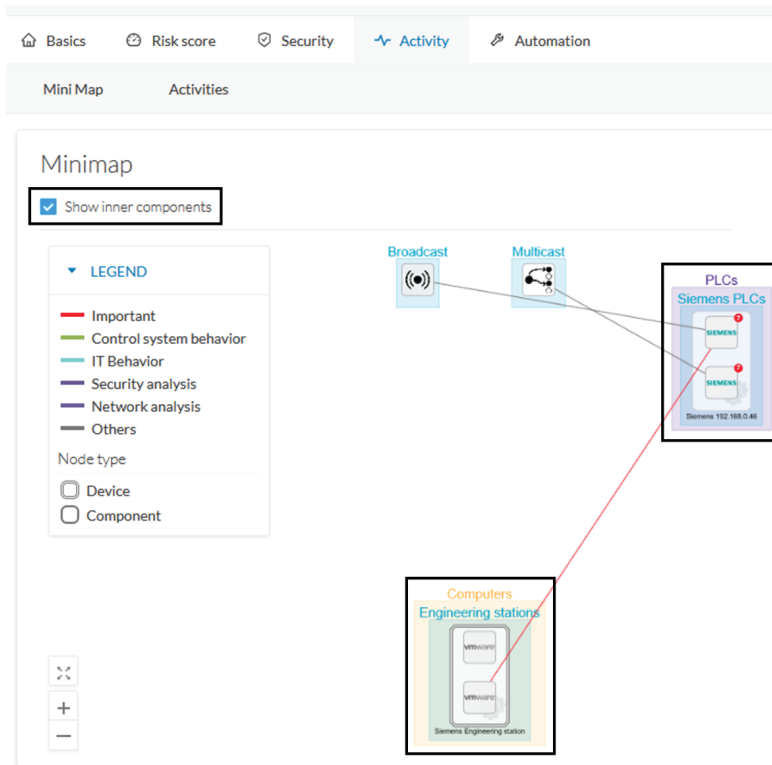 Basics Risk score Security Activity Automation
Mini Map Activities
Minimap
Show inner components
LEGEND
Important
Control system behavior
IT Behavior
Security analysis
Network analysis
Others
Node type
Device
Component
Broadcast
Multicast
PLCs
Siemens PLCs
?
SIEMENS
?
SIEMENS
Siemens 192.168.0.46
Computers
Engineering stations
vmware
vmware
Siemens Engineering station